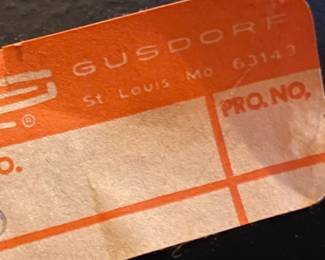 GUSDORF
St Louis Mo 63143
®
PRO. NO.
O.